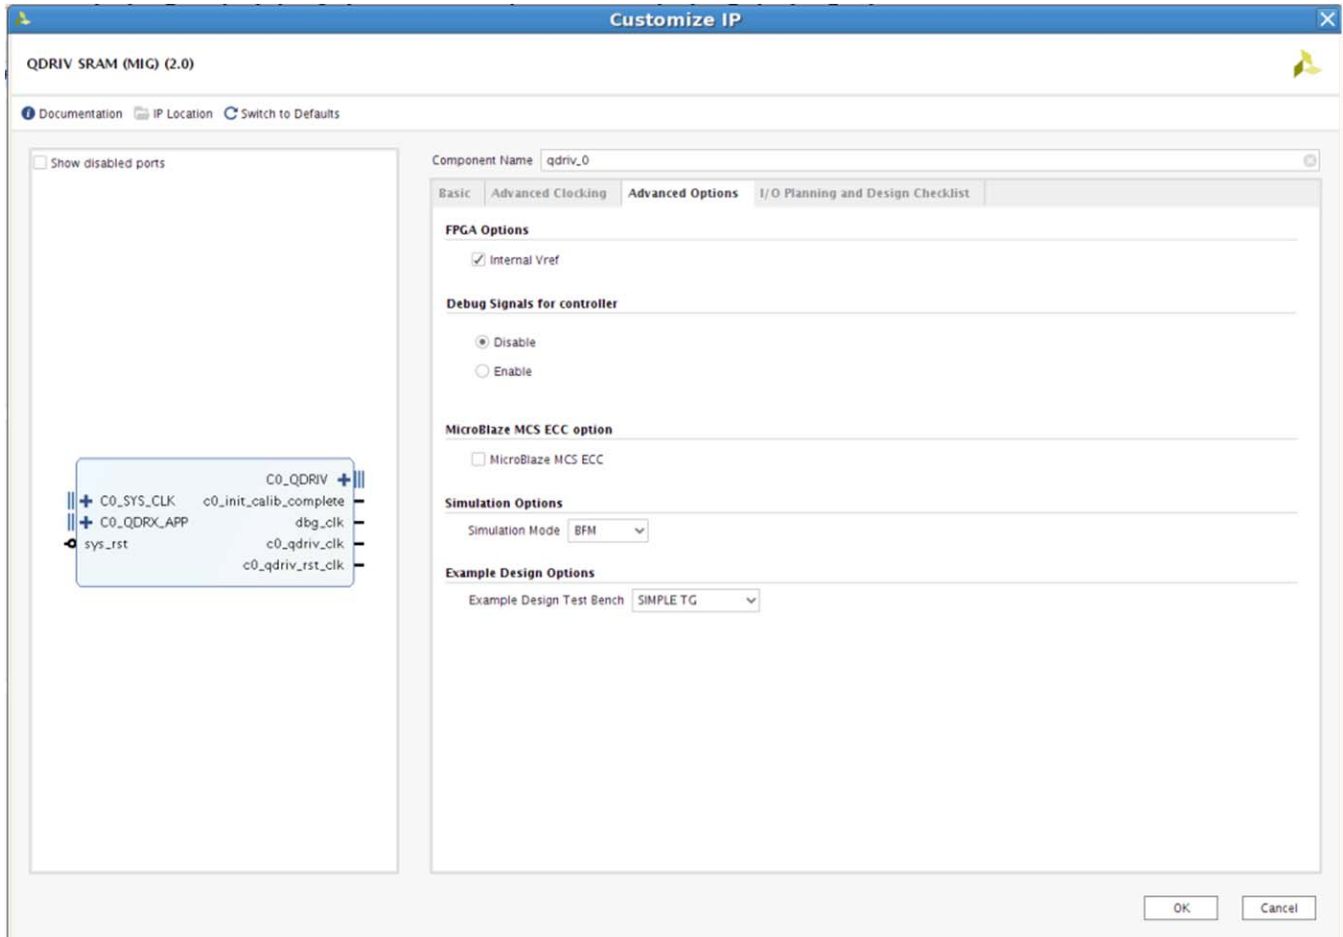 Customize IP
QDRIV SRAM (MIG) (2.0)
Documentation IP Location Switch to Defaults
Show disabled ports
C0_QDRIV
C0_SYS_CLK c0_init_calib_complete
C0_QDRX_APP dbg_clk
sys_rst c0_qdriv_clk
c0_qdriv_rst_clk
Component Name qdriv_0
Basic Advanced Clocking Advanced Options I/O Planning and Design Checklist
FPGA Options
Internal Vref
Debug Signals for controller
Disable
Enable
MicroBlaze MCS ECC option
MicroBlaze MCS ECC
Simulation Options
Simulation Mode BFM
Example Design Options
Example Design Test Bench SIMPLE TG
OK Cancel